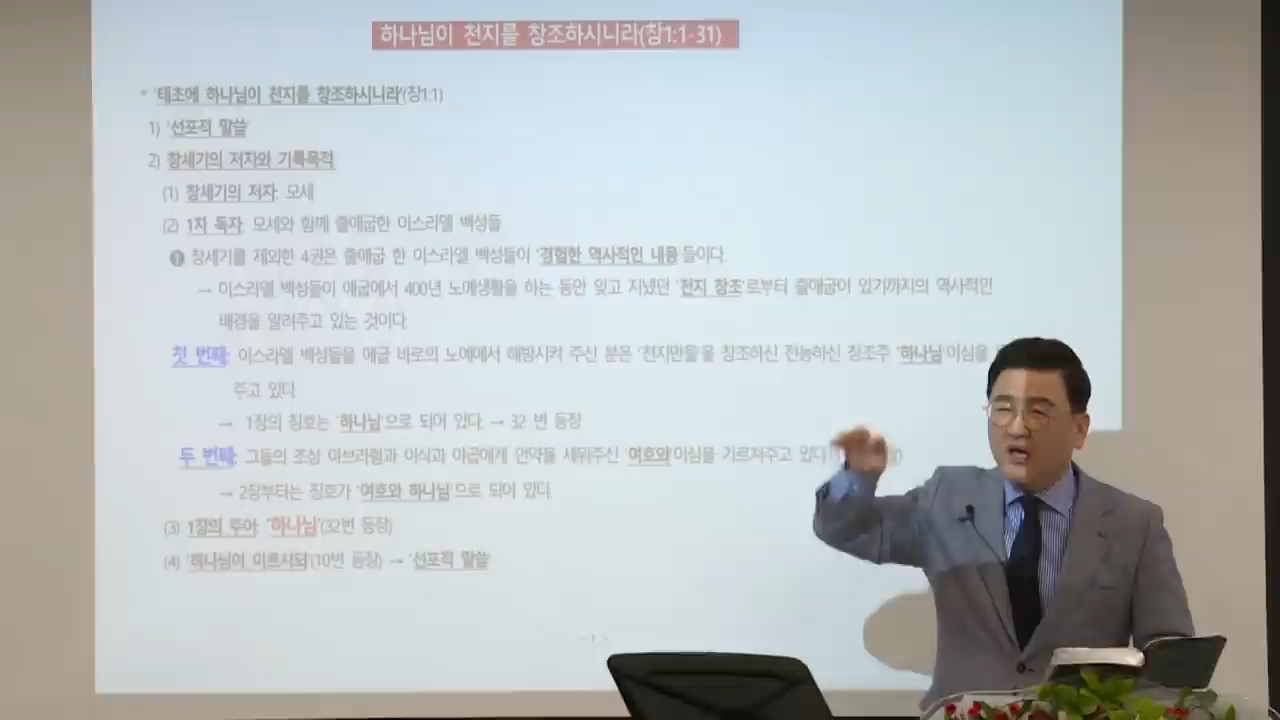 하나님이 천지를 창조하시니라(창1:1-31)
* '태초에 하나님이 천지를 창조하시니라'(창1:1)
1) '선포적 말씀'
2) 창세기의 저자와 기록목적
(1) 창세기의 저자: 모세
(2) 1차 독자: 모세와 함께 출애굽한 이스라엘 백성들
❶ 창세기를 제외한 4권은 출애굽 한 이스라엘 백성들이 '경험한 역사적인 내용'들이다.
→ 이스라엘 백성들이 애굽에서 400년 노예생활을 하는 동안 잊고 지냈던 '천지 창조'로부터 출애굽이 있기까지의 역사적인
배경을 알려주고 있는 것이다.
첫 번째: 이스라엘 백성들을 애굽 바로의 노예에서 해방시켜 주신 분은 '천지만물'을 창조하신 전능하신 창조주 '하나님'이심을
주고 있다.
→ 1장의 칭호는 '하나님'으로 되어 있다. → 32 번 등장
두 번째: 그들의 조상 아브라함과 이삭과 야곱에게 언약을 세워주신 '여호와'이심을 가르쳐주고 있다
→ 2장부터는 칭호가 '여호와 하나님'으로 되어 있다.
(3) 1장의 주어: '하나님'(32번 등장)
(4) '하나님이 이르시되'(10번 등장) → '선포적 말씀'
- 1 -